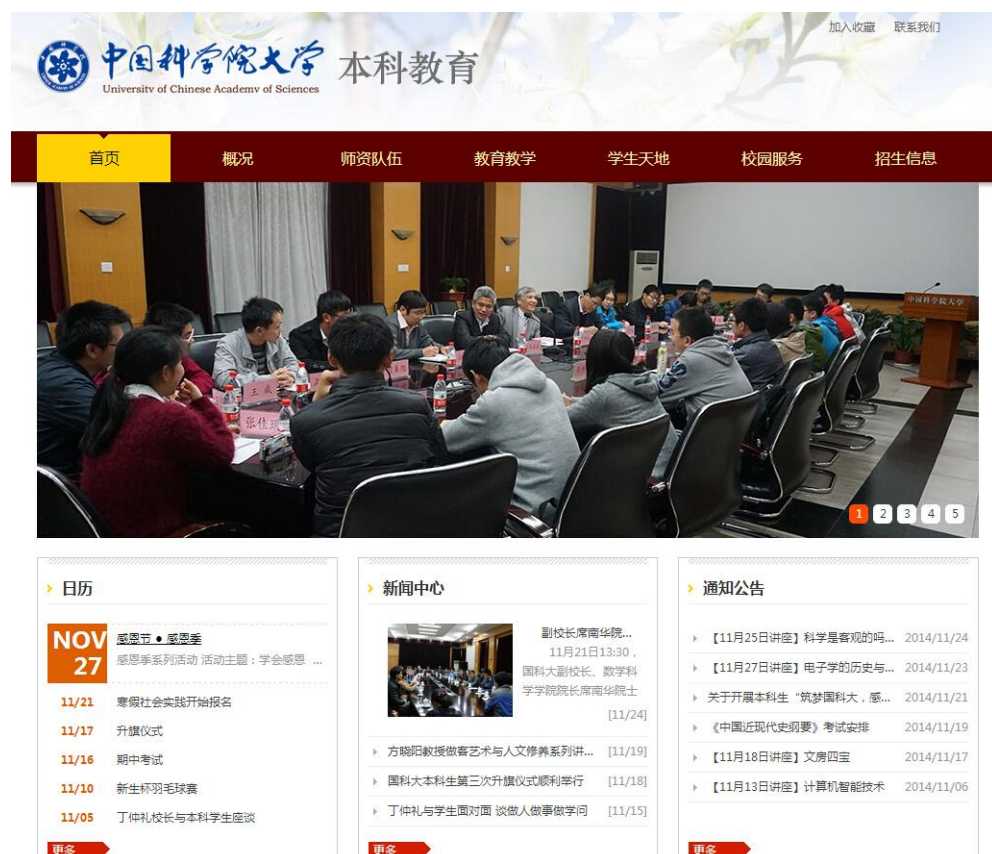 加入收藏 联系我们
中国科学院大学 本科教育
University of Chinese Academy of Sciences
首页 概况 师资队伍 教育教学 学生天地 校园服务 招生信息
中国科学院大学
王威
张佳
1 2 3 4 5
日历
NOV
27
感恩节 ● 感恩季
感恩季系列活动 活动主题：学会感恩 ...
11/21 寒假社会实践开始报名
11/17 升旗仪式
11/16 期中考试
11/10 新生杯羽毛球赛
11/05 丁仲礼校长与本科学生座谈
更多
新闻中心
副校长席南华院...
11月21日13:30，
国科大副校长、数学科
学学院院长席南华院士
[11/24]
方晓阳教授做客艺术与人文修养系列讲... [11/19]
国科大本科生第三次升旗仪式顺利举行 [11/18]
丁仲礼与学生面对面 谈做人做事做学问 [11/15]
更多
通知公告
【11月25日讲座】科学是客观的吗... 2014/11/24
【11月27日讲座】电子学的历史与... 2014/11/23
关于开展本科生“筑梦国科大，感... 2014/11/21
《中国近现代史纲要》考试安排 2014/11/19
【11月18日讲座】文房四宝 2014/11/17
【11月13日讲座】计算机智能技术 2014/11/06
更多